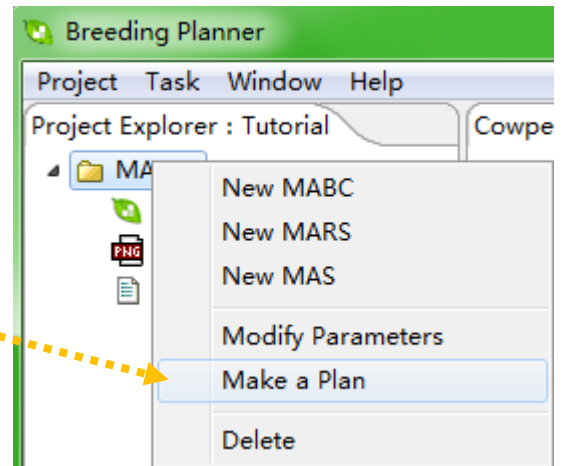 Breeding Planner
Project Task Window Help
Project Explorer : Tutorial Cowpe
MA
New MABC
New MARS
PNG
New MAS
Modify Parameters
Make a Plan
Delete